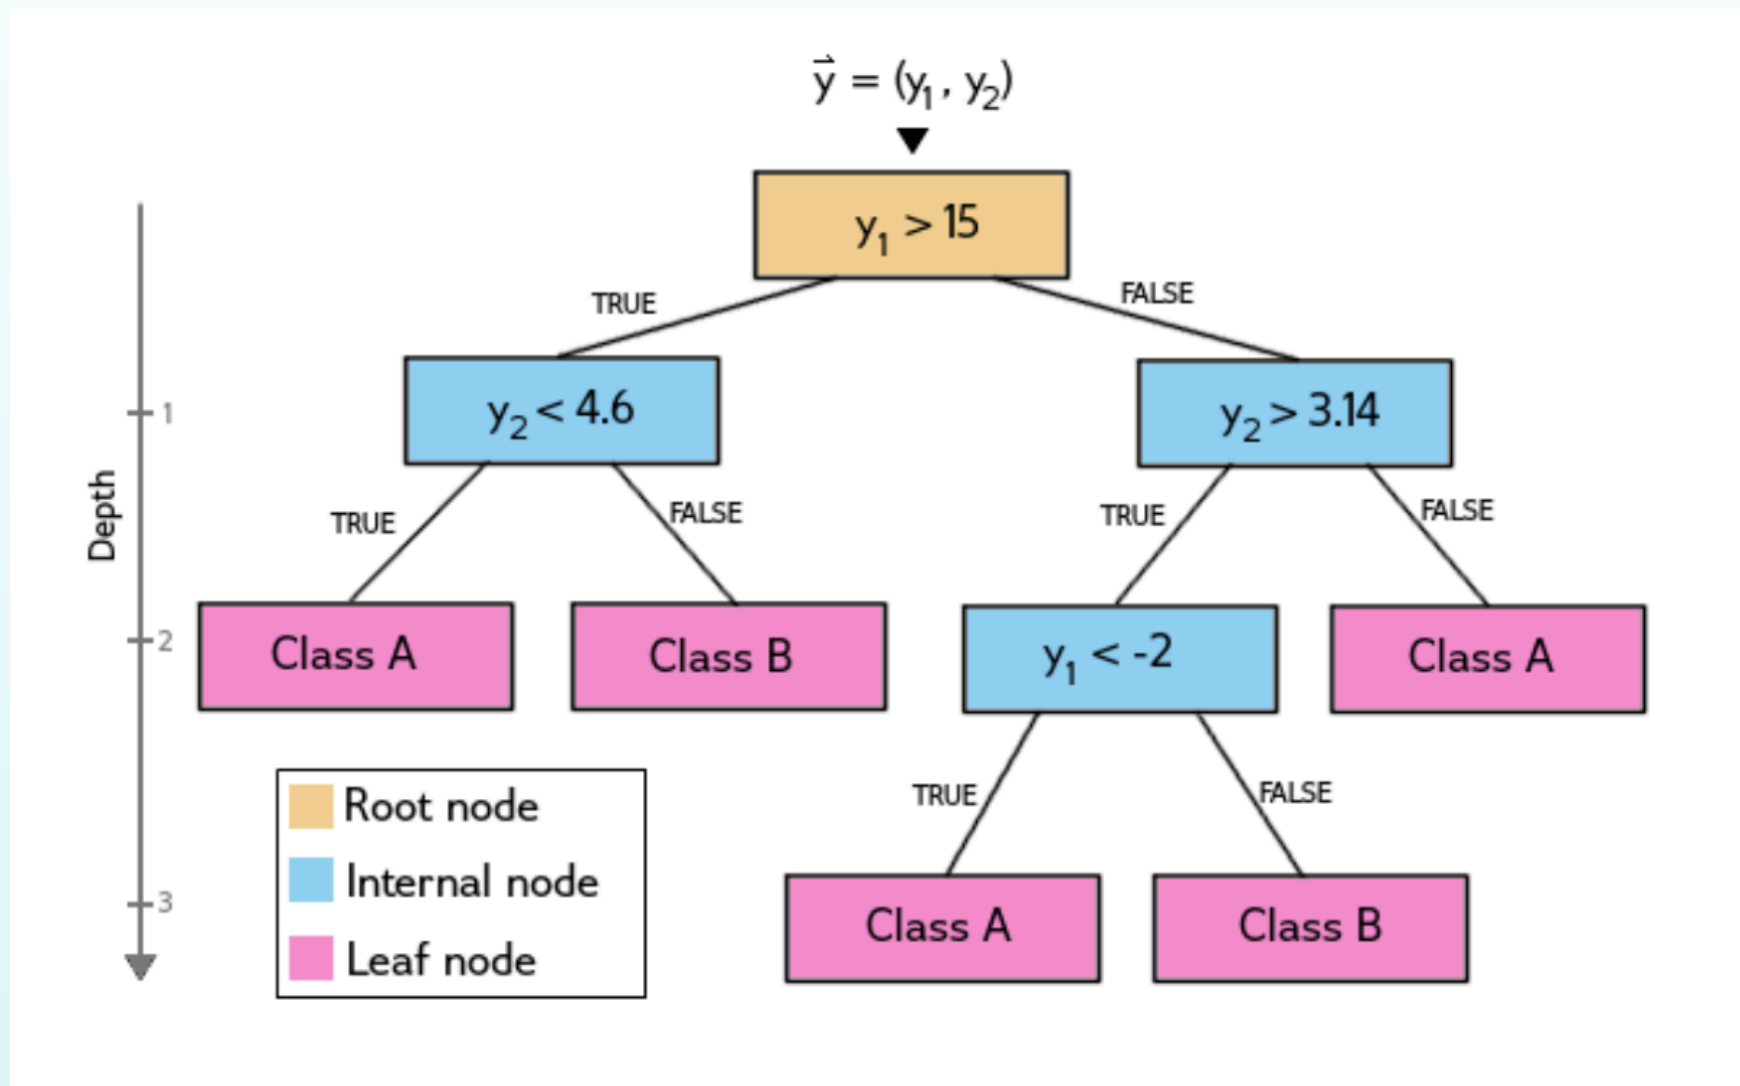 y⃗ = (y₁, y₂)
y₁ > 15
TRUE
FALSE
y₂ < 4.6
y₂ > 3.14
1
Depth
TRUE
FALSE
TRUE
FALSE
Class A
Class B
y₁ < -2
Class A
2
TRUE
FALSE
Root node
Internal node
Leaf node
Class A
Class B
3